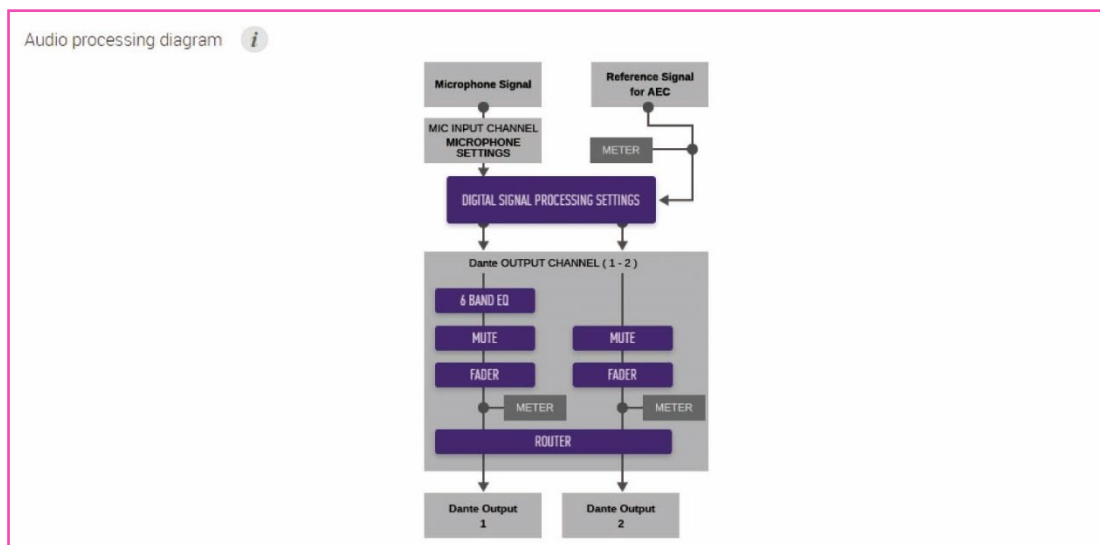 Audio processing diagram i
Microphone Signal
Reference Signal
for AEC
MIC INPUT CHANNEL
MICROPHONE
SETTINGS
METER
DIGITAL SIGNAL PROCESSING SETTINGS
Dante OUTPUT CHANNEL ( 1 - 2 )
6 BAND EQ
MUTE
MUTE
FADER
FADER
METER
METER
ROUTER
Dante Output
1
Dante Output
2